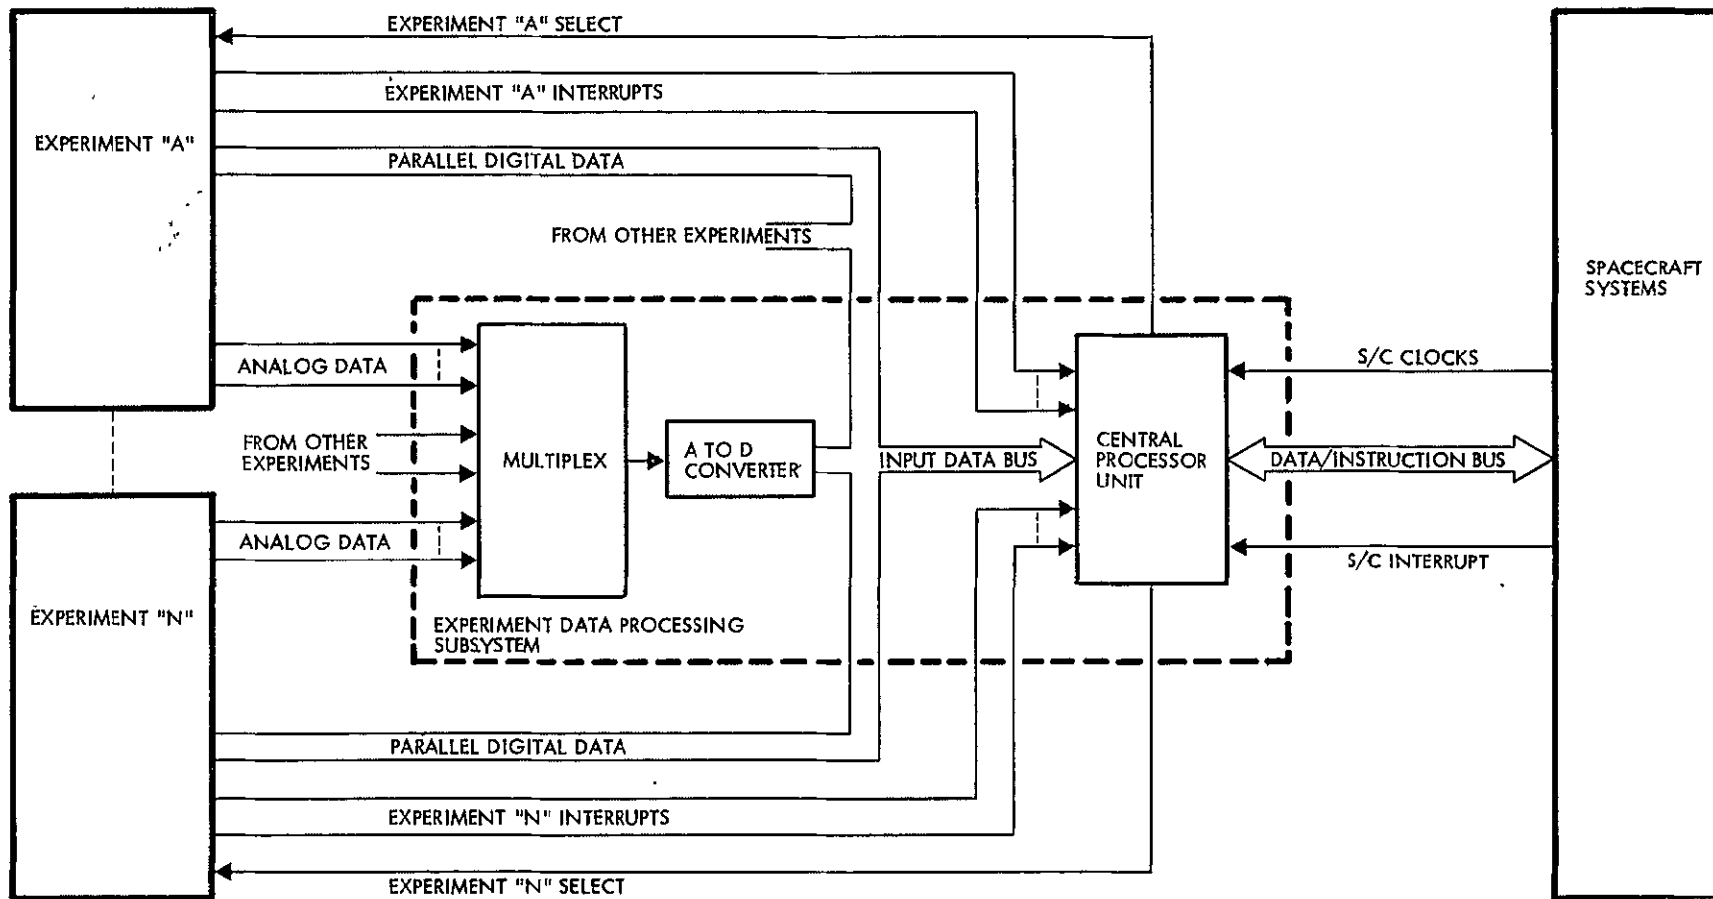 EXPERIMENT "A" SELECT
EXPERIMENT "A" INTERRUPTS
EXPERIMENT "A"
PARALLEL DIGITAL DATA
FROM OTHER EXPERIMENTS
SPACECRAFT
SYSTEMS
ANALOG DATA
S/C CLOCKS
FROM OTHER
EXPERIMENTS
MULTIPLEX
A TO D
CONVERTER
INPUT DATA BUS
CENTRAL
PROCESSOR
UNIT
DATA/INSTRUCTION BUS
ANALOG DATA
S/C INTERRUPT
EXPERIMENT "N"
EXPERIMENT DATA PROCESSING
SUBSYSTEM
PARALLEL DIGITAL DATA
EXPERIMENT "N" INTERRUPTS
EXPERIMENT "N" SELECT